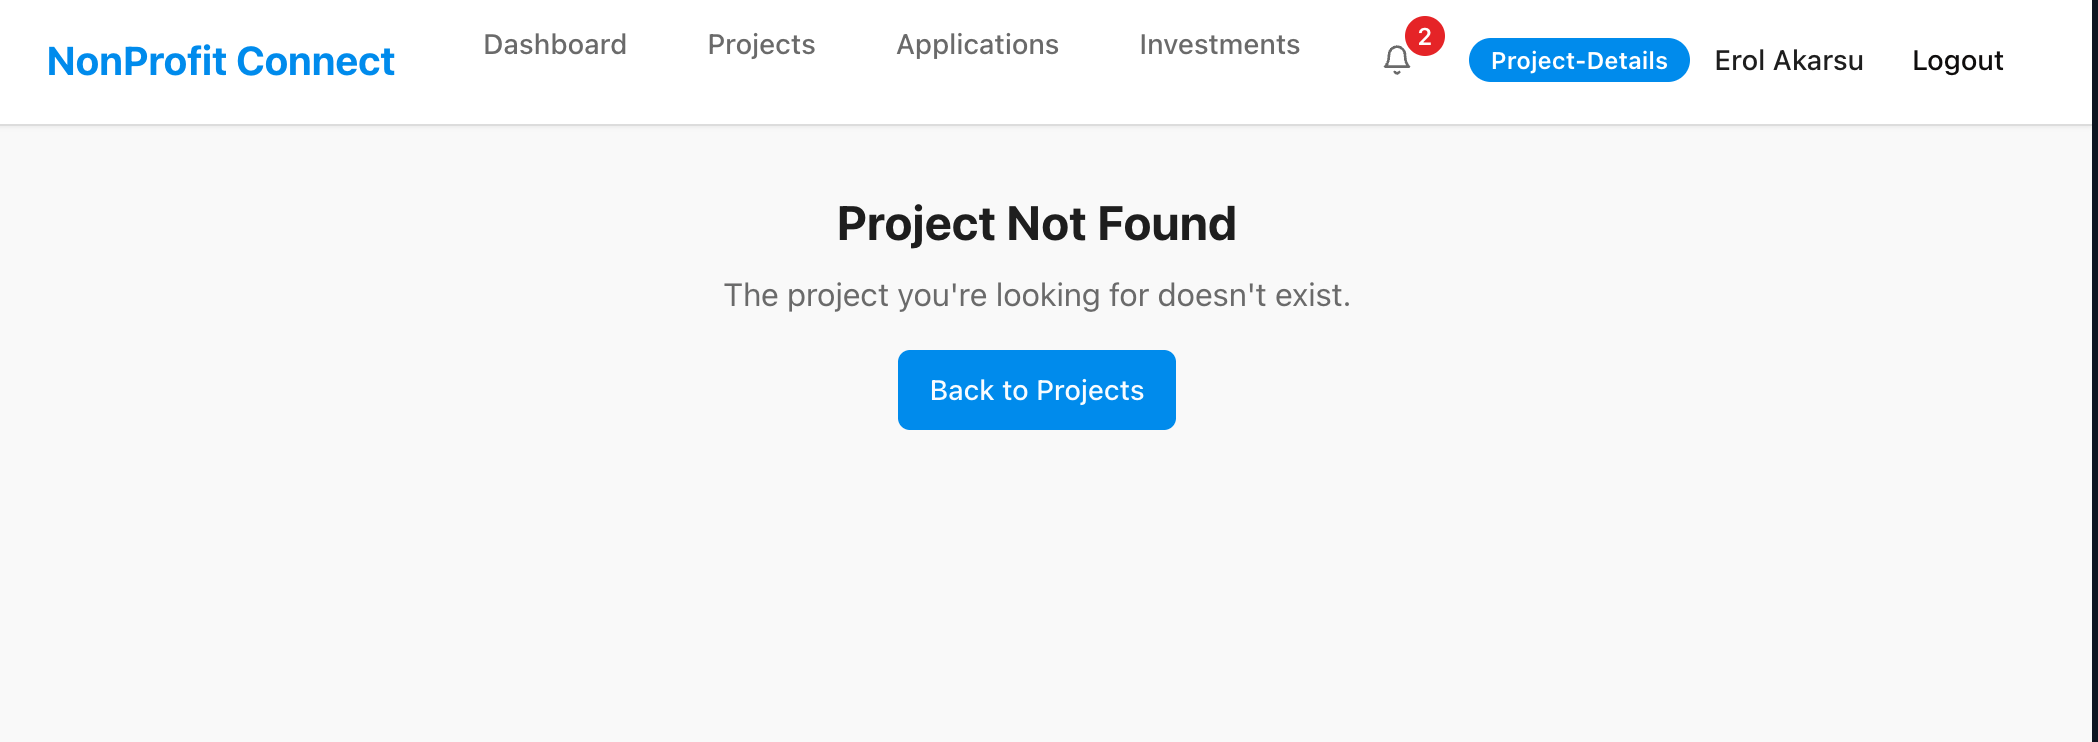 NonProfit Connect
Dashboard
Projects
Applications
Investments
2
Project-Details
Erol Akarsu
Logout
Project Not Found
The project you're looking for doesn't exist.
Back to Projects